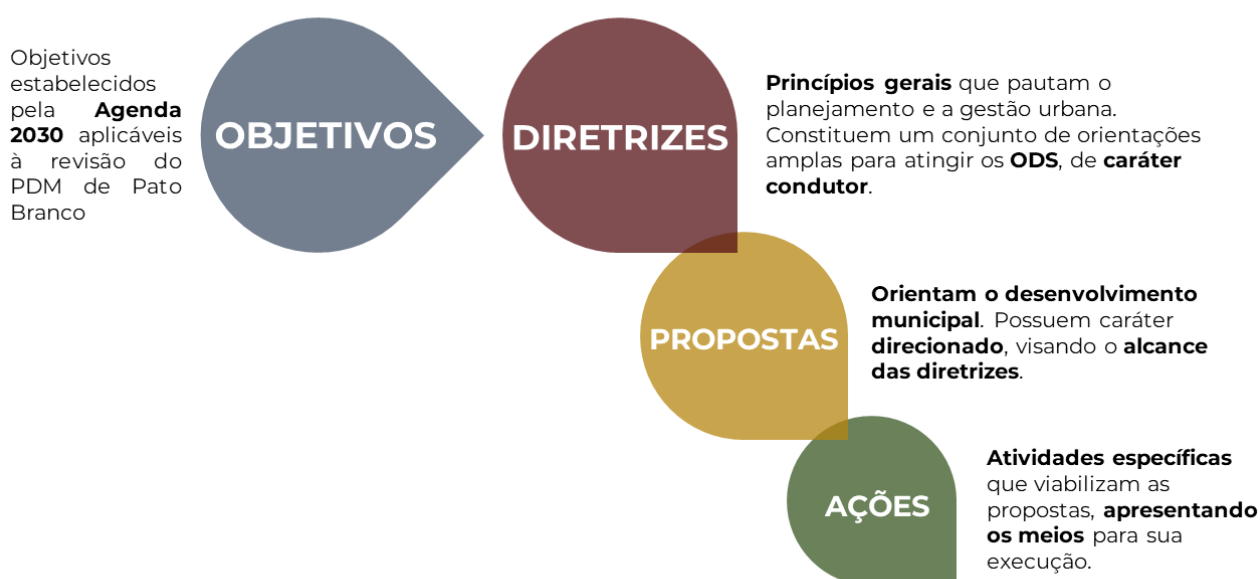 Objetivos
estabelecidos
pela Agenda
2030 aplicáveis
à revisão do
PDM de Pato
Branco
OBJETIVOS
DIRETRIZES
Princípios gerais que pautam o
planejamento e a gestão urbana.
Constituem um conjunto de orientações
amplas para atingir os ODS, de caráter
condutor.
PROPOSTAS
Orientam o desenvolvimento
municipal. Possuem caráter
direcionado, visando o alcance
das diretrizes.
AÇÕES
Atividades específicas
que viabilizam as
propostas, apresentando
os meios para sua
execução.